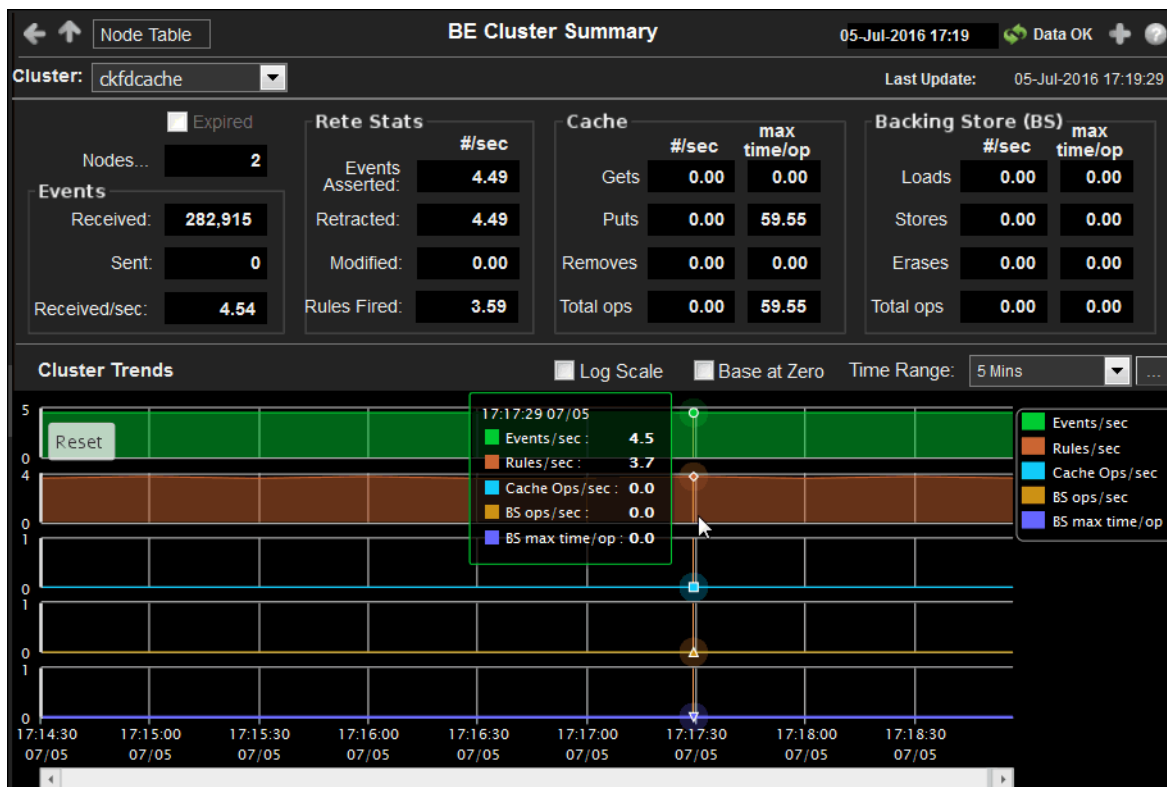 Node Table BE Cluster Summary 05-Jul-2016 17:19 Data OK
Cluster: ckfdcache Last Update: 05-Jul-2016 17:19:29
Expired
Nodes... 2
Events
Received: 282,915
Sent: 0
Received/sec: 4.54
Rete Stats
#/sec
Events Asserted: 4.49
Retracted: 4.49
Modified: 0.00
Rules Fired: 3.59
Cache
#/sec max time/op
Gets 0.00 0.00
Puts 0.00 59.55
Removes 0.00 0.00
Total ops 0.00 59.55
Backing Store (BS)
#/sec max time/op
Loads 0.00 0.00
Stores 0.00 0.00
Erases 0.00 0.00
Total ops 0.00 0.00
Cluster Trends Log Scale Base at Zero Time Range: 5 Mins ...
5
0
4
0
1
0
1
0
1
0
Reset
17:17:29 07/05
Events/sec : 4.5
Rules/sec : 3.7
Cache Ops/sec : 0.0
BS ops/sec : 0.0
BS max time/op : 0.0
Events/sec
Rules/sec
Cache Ops/sec
BS ops/sec
BS max time/op
17:14:30 17:15:00 17:15:30 17:16:00 17:16:30 17:17:00 17:17:30 17:18:00 17:18:30
07/05 07/05 07/05 07/05 07/05 07/05 07/05 07/05 07/05